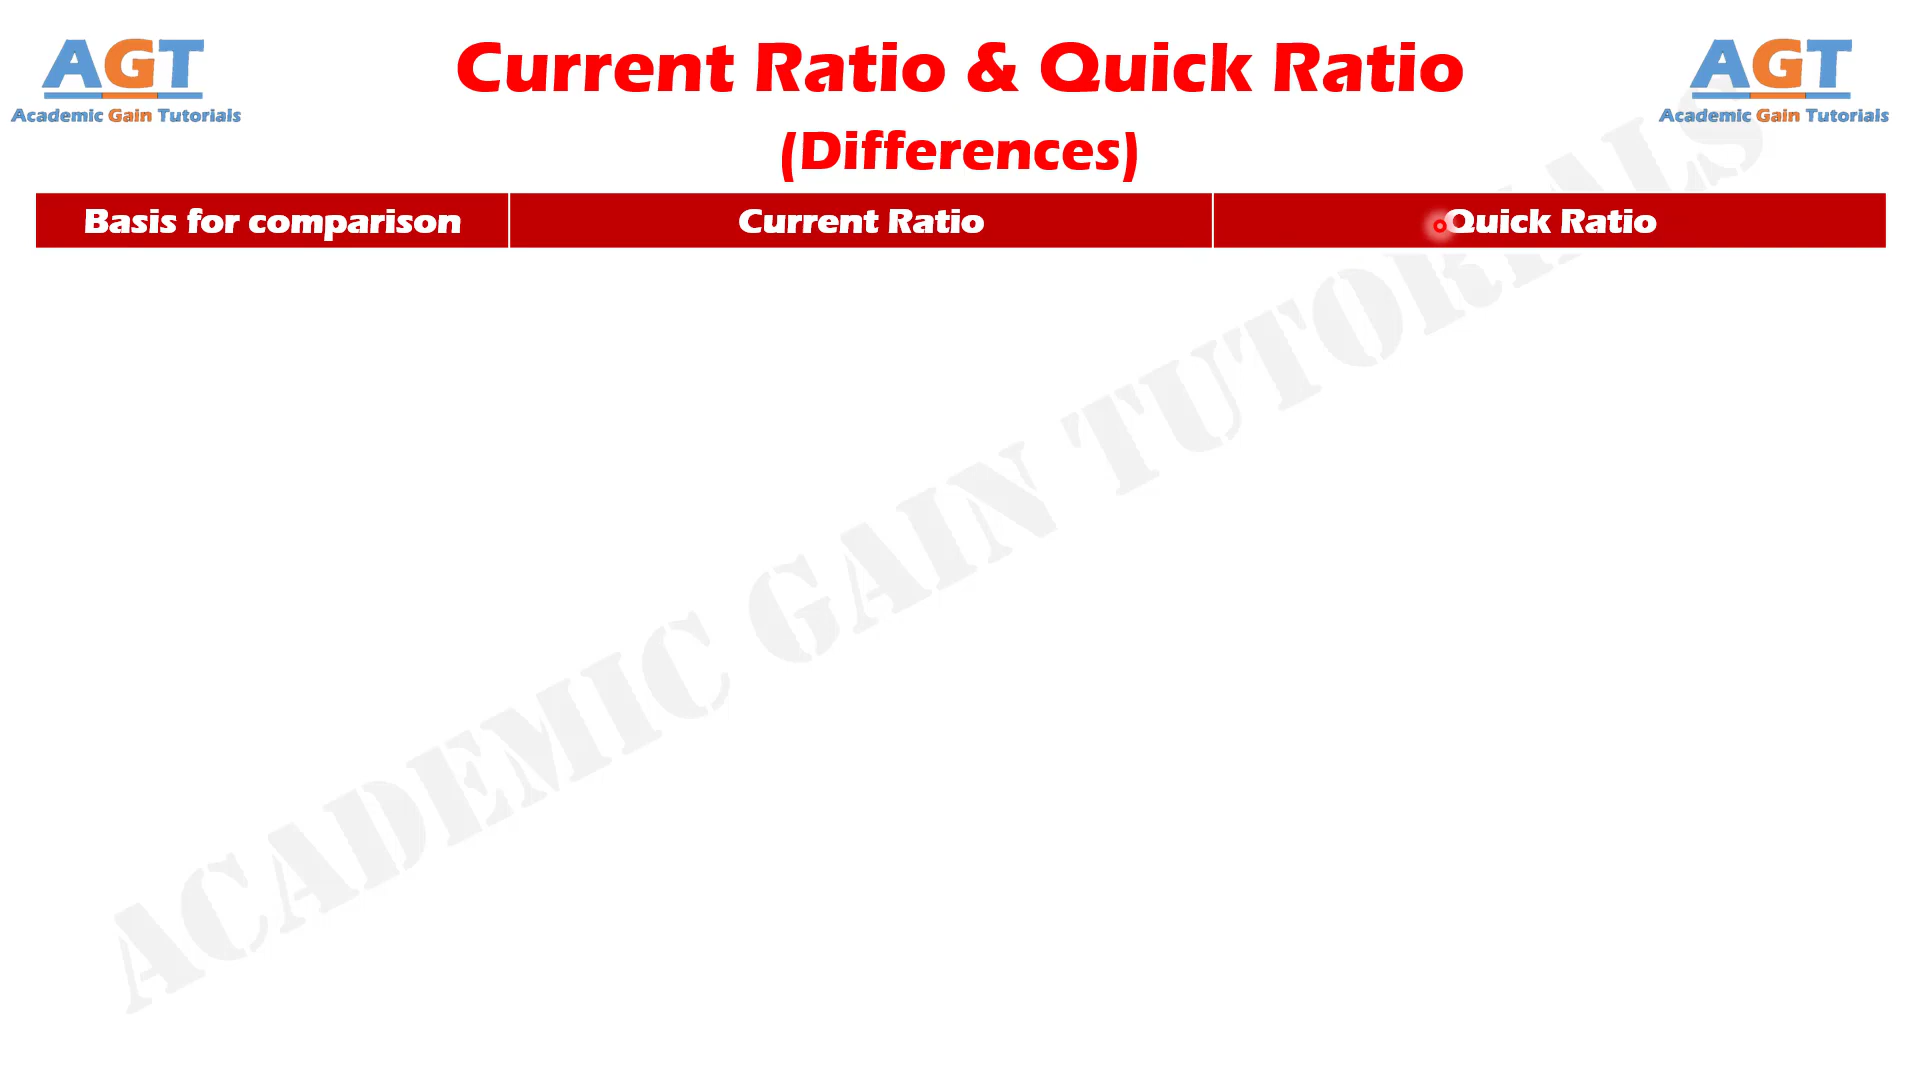 AGT
Academic Gain Tutorials
Current Ratio & Quick Ratio
(Differences)
AGT
Academic Gain Tutorials
Basis for comparison
Current Ratio
Quick Ratio
ACADEMIC GAIN TUTORIALS